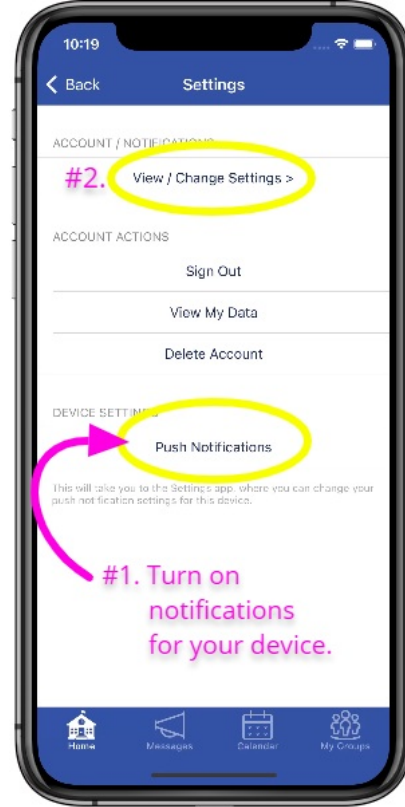 10:19
Back
Settings
ACCOUNT / NOTIFICATIONS
#2.
View / Change Settings >
ACCOUNT ACTIONS
Sign Out
View My Data
Delete Account
DEVICE SETTINGS
Push Notifications
This will take you to the Settings app, where you can change your
push notification settings for this device.
#1. Turn on
notifications
for your device.
Home Messages Calendar My Groups